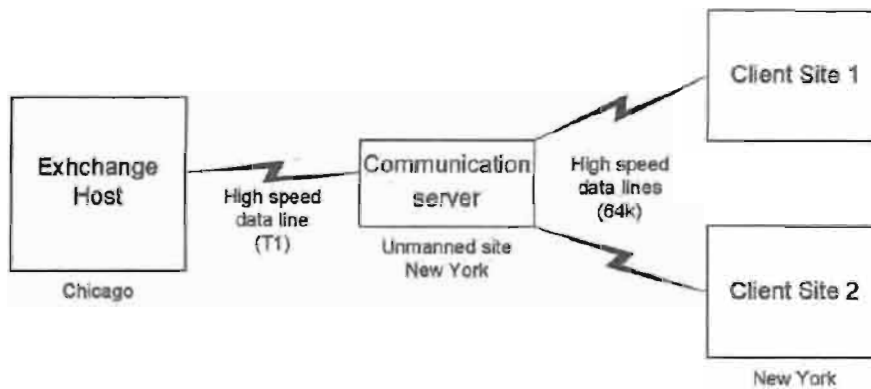 Exhchange
Host
Chicago
High speed
data line
(T1)
Communication
server
Unmanned site
New York
High speed
data lines
(64k)
Client Site 1
Client Site 2
New York